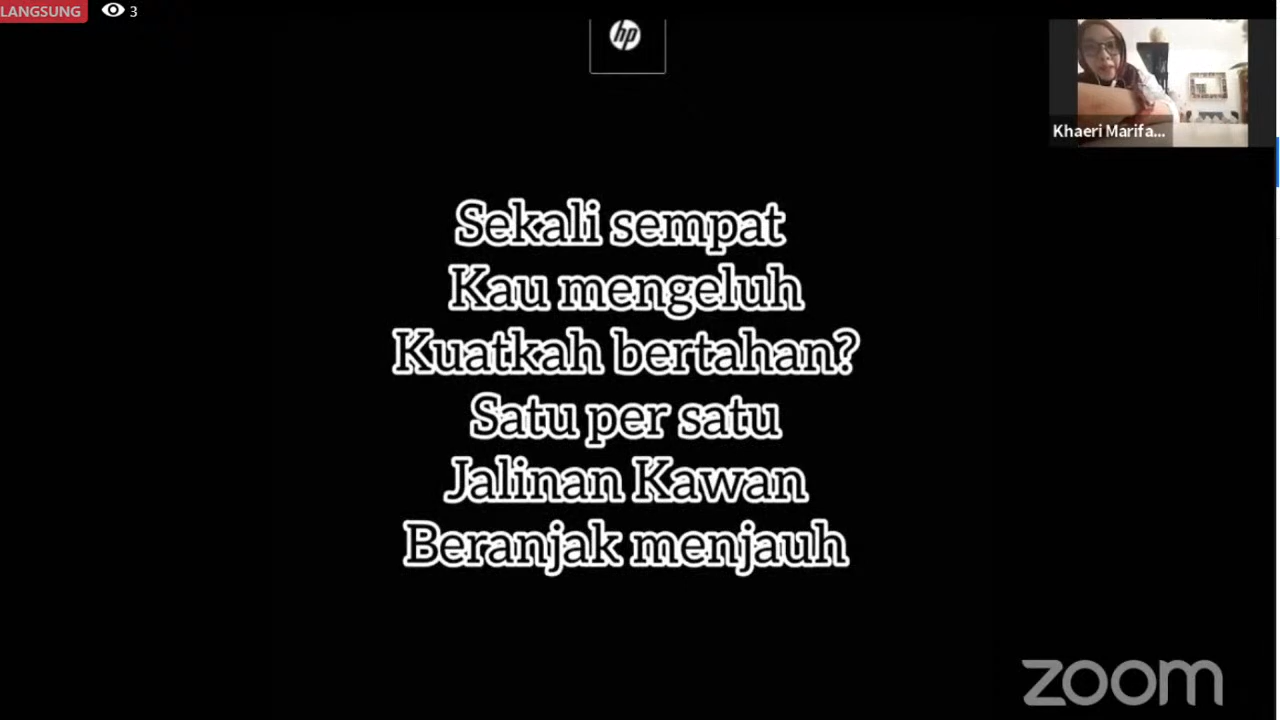 LANGSUNG 3
hp
Khaeri Marifa...
Sekali sempat
Kau mengeluh
Kuatkah bertahan?
Satu per satu
Jalinan Kawan
Beranjak menjauh
zoom